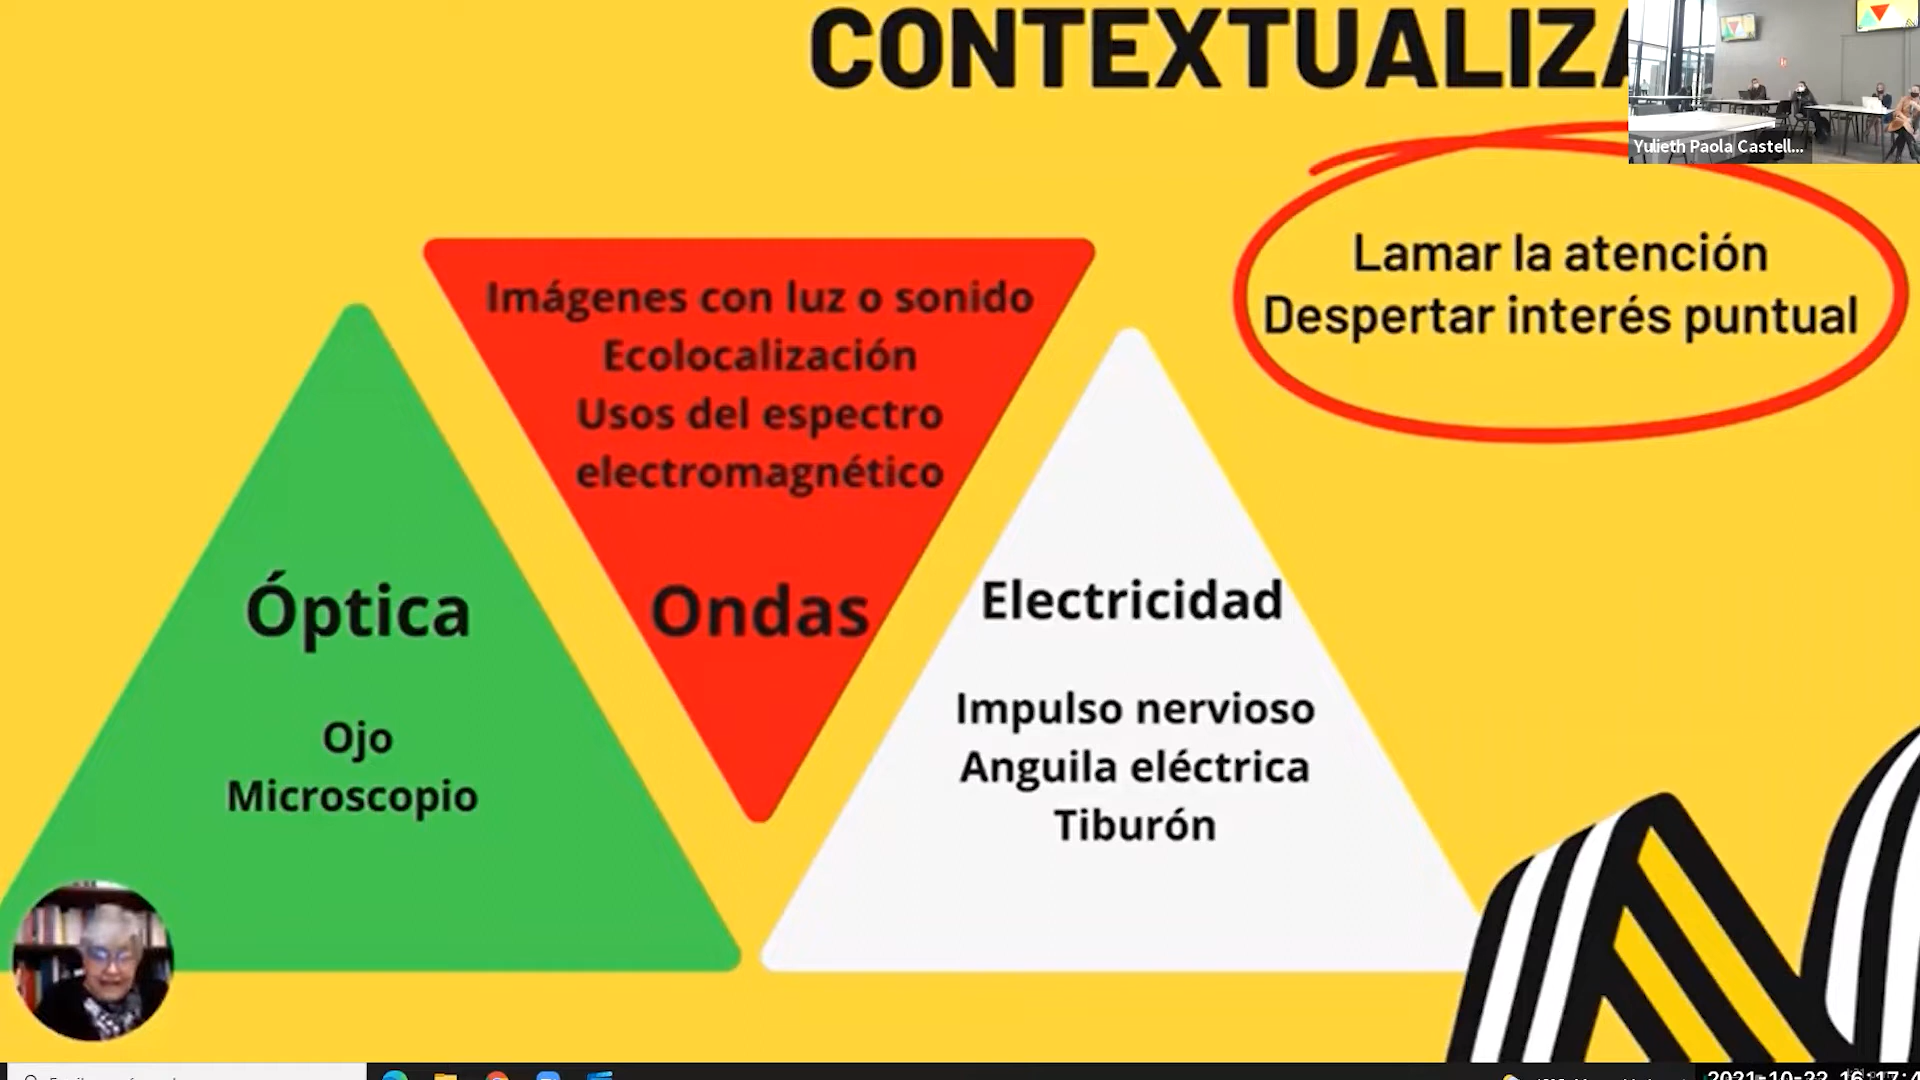 CONTEXTUALIZA
Yulieth Paola Castell...
Lamar la atención
Despertar interés puntual
Imágenes con luz o sonido
Ecolocalización
Usos del espectro
electromagnético
Ondas
Óptica
Ojo
Microscopio
Electricidad
Impulso nervioso
Anguila eléctrica
Tiburón